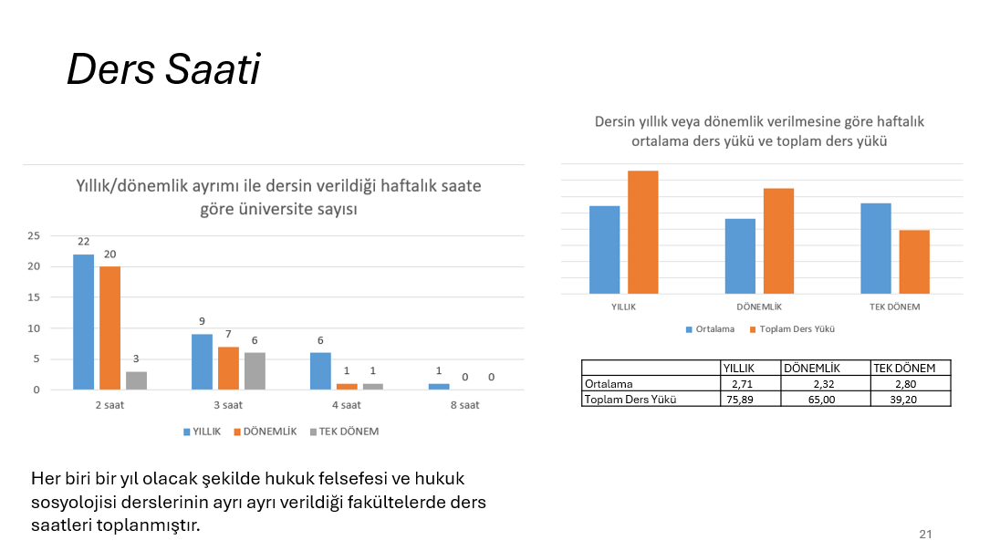 Ders Saati
Yıllık/dönemlik ayrımı ile dersin verildiği haftalık saate
göre üniversite sayısı
25
20
15
10
5
0
22
20
3
9
7
6
6
1
1
1
0
0
2 saat
3 saat
4 saat
8 saat
YILLIK
DÖNEMLİK
TEK DÖNEM
Her biri bir yıl olacak şekilde hukuk felsefesi ve hukuk
sosyolojisi derslerinin ayrı ayrı verildiği fakültelerde ders
saatleri toplanmıştır.
Dersin yıllık veya dönemlik verilmesine göre haftalık
ortalama ders yükü ve toplam ders yükü
YILLIK
DÖNEMLİK
TEK DÖNEM
Ortalama
Toplam Ders Yükü
YILLIK DÖNEMLİK TEK DÖNEM
Ortalama 2,71 2,32 2,80
Toplam Ders Yükü 75,89 65,00 39,20
21